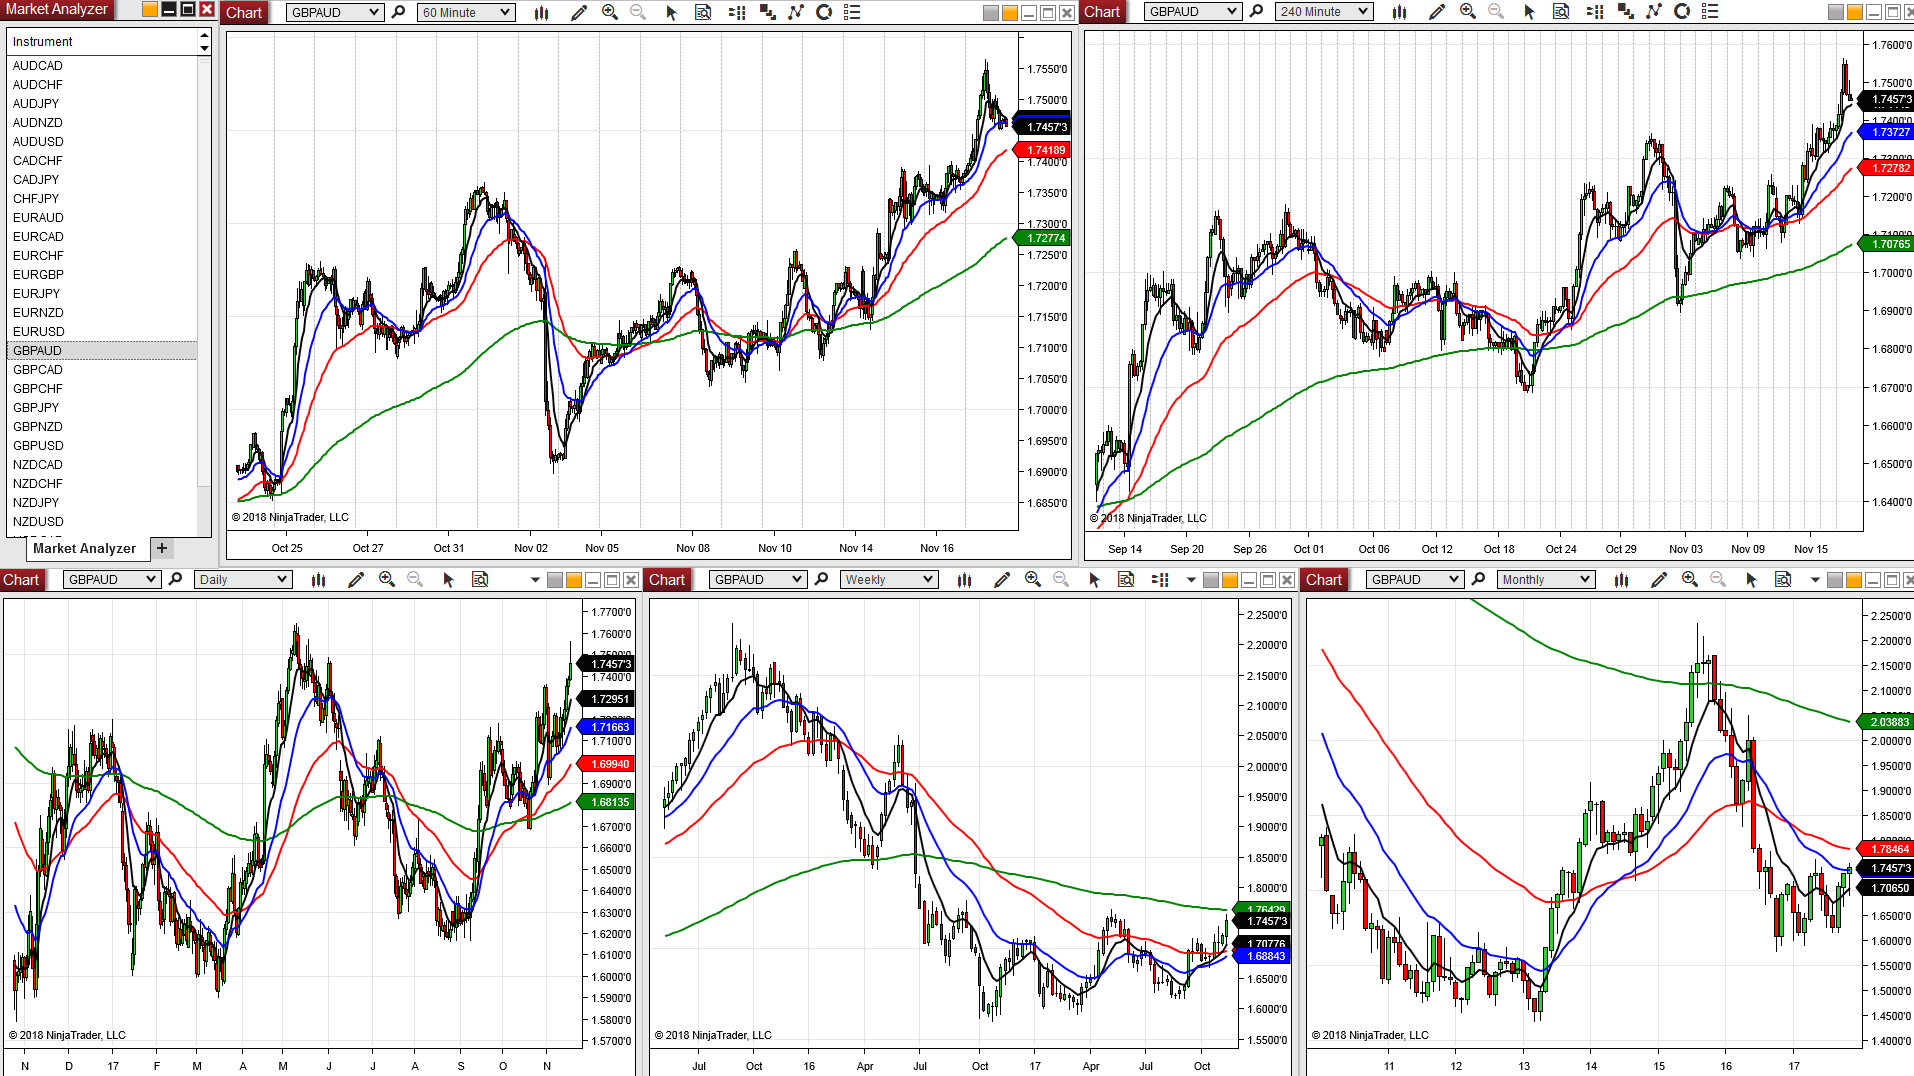 Market Analyzer
Instrument
AUDCAD
AUDCHF
AUDJPY
AUDNZD
AUDUSD
CADCHF
CADJPY
CHFJPY
EURAUD
EURCAD
EURCHF
EURGBP
EURJPY
EURNZD
EURUSD
GBPAUD
GBPCAD
GBPCHF
GBPJPY
GBPNZD
GBPUSD
NZDCAD
NZDCHF
NZDJPY
NZDUSD
Market Analyzer +
Chart GBPAUD 60 Minute
1.7550'0
1.7500'0
1.7457'3
1.74189
1.7400'0
1.7350'0
1.7300'0
1.72774
1.7250'0
1.7200'0
1.7150'0
1.7100'0
1.7050'0
1.7000'0
1.6950'0
1.6900'0
1.6850'0
© 2018 NinjaTrader, LLC
Oct 25 Oct 27 Oct 31 Nov 02 Nov 05 Nov 08 Nov 10 Nov 14 Nov 16
Chart GBPAUD 240 Minute
1.7600'0
1.7500'0
1.7457'3
1.7400'0
1.73727
1.7300'0
1.72782
1.7200'0
1.7100'0
1.70765
1.7000'0
1.6900'0
1.6800'0
1.6700'0
1.6600'0
1.6500'0
1.6400'0
© 2018 NinjaTrader, LLC
Sep 14 Sep 20 Sep 26 Oct 01 Oct 06 Oct 12 Oct 18 Oct 24 Oct 29 Nov 03 Nov 09 Nov 15
Chart GBPAUD Daily
1.7700'0
1.7600'0
1.7500'0
1.7457'3
1.7400'0
1.72951
1.71663
1.7100'0
1.69940
1.6900'0
1.68135
1.6700'0
1.6600'0
1.6500'0
1.6400'0
1.6300'0
1.6200'0
1.6100'0
1.6000'0
1.5900'0
1.5800'0
1.5700'0
© 2018 NinjaTrader, LLC
N D 17 F M A M J J A S O N
Chart GBPAUD Weekly
2.2500'0
2.2000'0
2.1500'0
2.1000'0
2.0500'0
2.0000'0
1.9500'0
1.9000'0
1.8500'0
1.8000'0
1.76429
1.7457'3
1.70776
1.68843
1.6500'0
1.6000'0
1.5500'0
© 2018 NinjaTrader, LLC
Jul Oct 16 Apr Jul Oct 17 Apr Jul Oct
Chart GBPAUD Monthly
2.2500'0
2.2000'0
2.1500'0
2.1000'0
2.03883
2.0000'0
1.9500'0
1.9000'0
1.8500'0
1.78464
1.7457'3
1.70650
1.6500'0
1.6000'0
1.5500'0
1.5000'0
1.4500'0
1.4000'0
© 2018 NinjaTrader, LLC
11 12 13 14 15 16 17